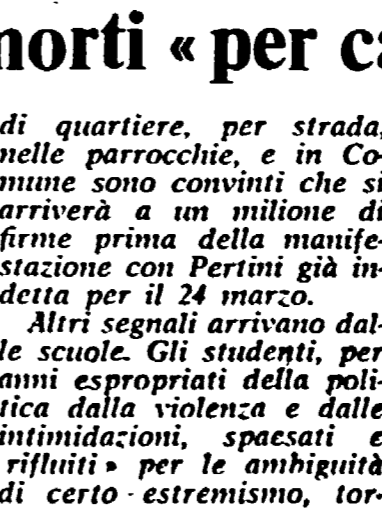 morti « per ca
di quartiere, per strada,
nelle parrocchie, e in Co-
mune sono convinti che si
arriverà a un milione di
firme prima della manife-
stazione con Pertini già in-
detta per il 24 marzo.
Altri segnali arrivano dal-
le scuole. Gli studenti, per
anni espropriati della poli-
tica dalla violenza e dalle
intimidazioni, spaesati e
rifluiti » per le ambiguità
di certo estremismo, tor-